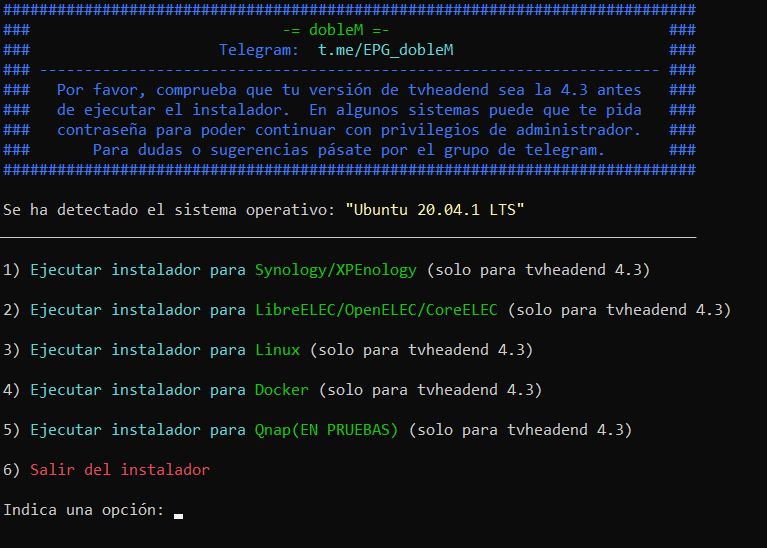 #############################################################################
### -= dobleM =- ###
### Telegram: t.me/EPG_dobleM ###
### --------------------------------------------------------------------- ###
### Por favor, comprueba que tu versión de tvheadend sea la 4.3 antes ###
### de ejecutar el instalador. En algunos sistemas puede que te pida ###
### contraseña para poder continuar con privilegios de administrador. ###
### Para dudas o sugerencias pásate por el grupo de telegram. ###
#############################################################################
Se ha detectado el sistema operativo: "Ubuntu 20.04.1 LTS"
_____________________________________________________________________________
1) Ejecutar instalador para Synology/XPEnology (solo para tvheadend 4.3)
2) Ejecutar instalador para LibreELEC/OpenELEC/CoreELEC (solo para tvheadend 4.3)
3) Ejecutar instalador para Linux (solo para tvheadend 4.3)
4) Ejecutar instalador para Docker (solo para tvheadend 4.3)
5) Ejecutar instalador para Qnap(EN PRUEBAS) (solo para tvheadend 4.3)
6) Salir del instalador
Indica una opción: